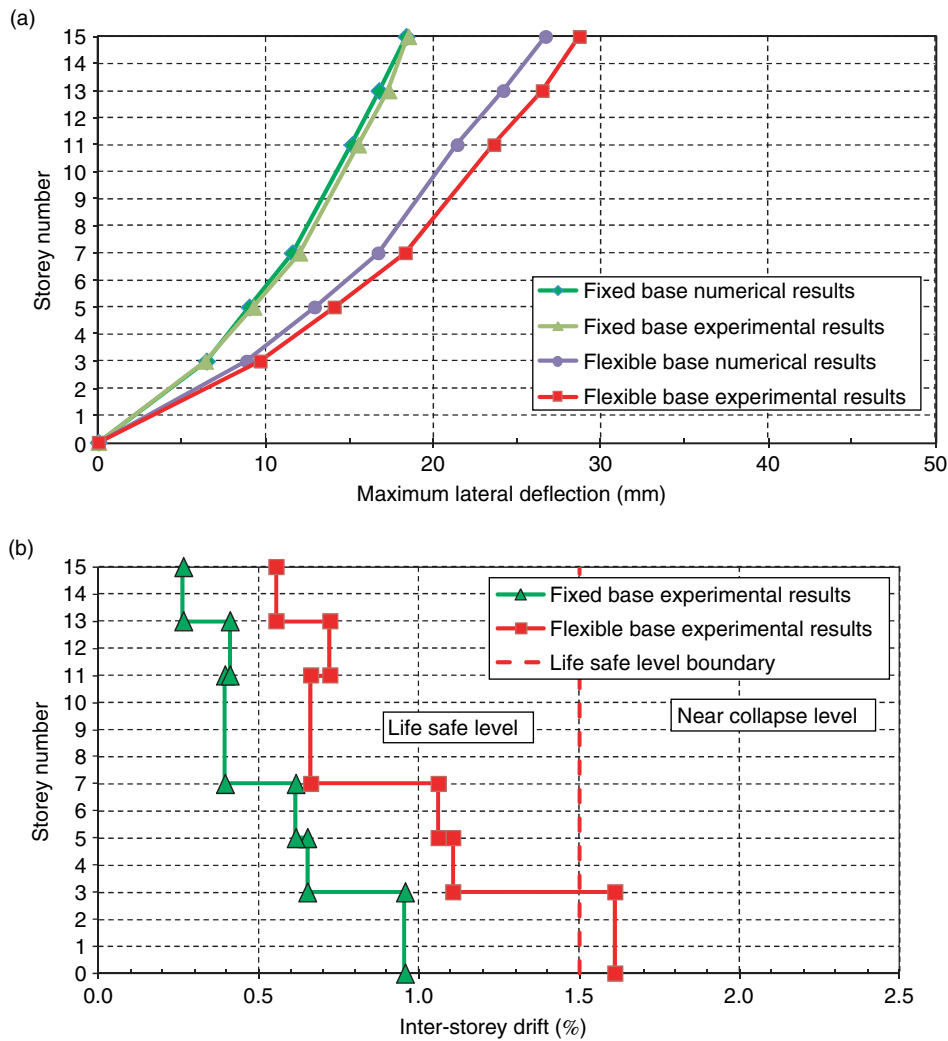 (a)
15
14
13
12
11
10
9
8
7
6
5
4
3
2
1
0
Storey number
Fixed base numerical results
Fixed base experimental results
Flexible base numerical results
Flexible base experimental results
0 10 20 30 40 50
Maximum lateral deflection (mm)
(b)
15
14
13
12
11
10
9
8
7
6
5
4
3
2
1
0
Storey number
Fixed base experimental results
Flexible base experimental results
Life safe level boundary
Life safe level
Near collapse level
0.0 0.5 1.0 1.5 2.0 2.5
Inter-storey drift (%)